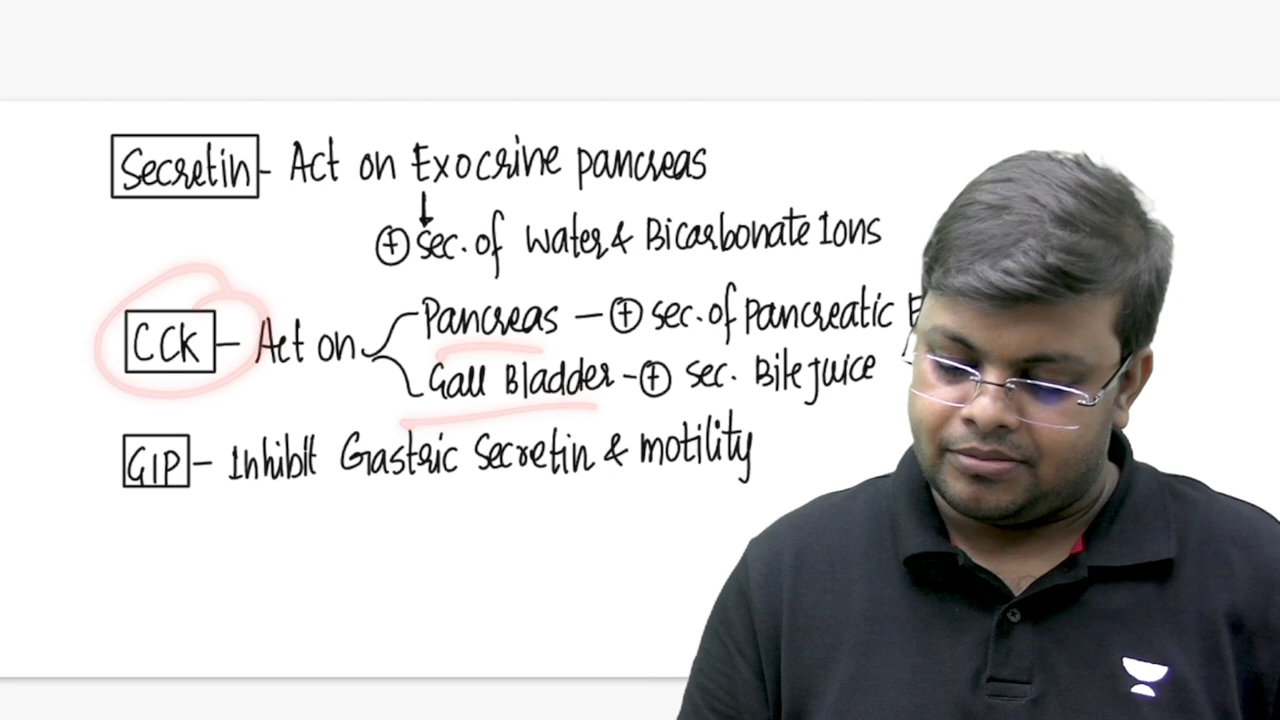 Secretin - Act on Exocrine pancreas
↓
⊕ sec. of water & Bicarbonate Ions
CCk - Act on
Pancreas - ⊕ sec. of pancreatic
Gall Bladder - ⊕ sec. Bile juice
GIP - Inhibit Gastric Secretin & motility